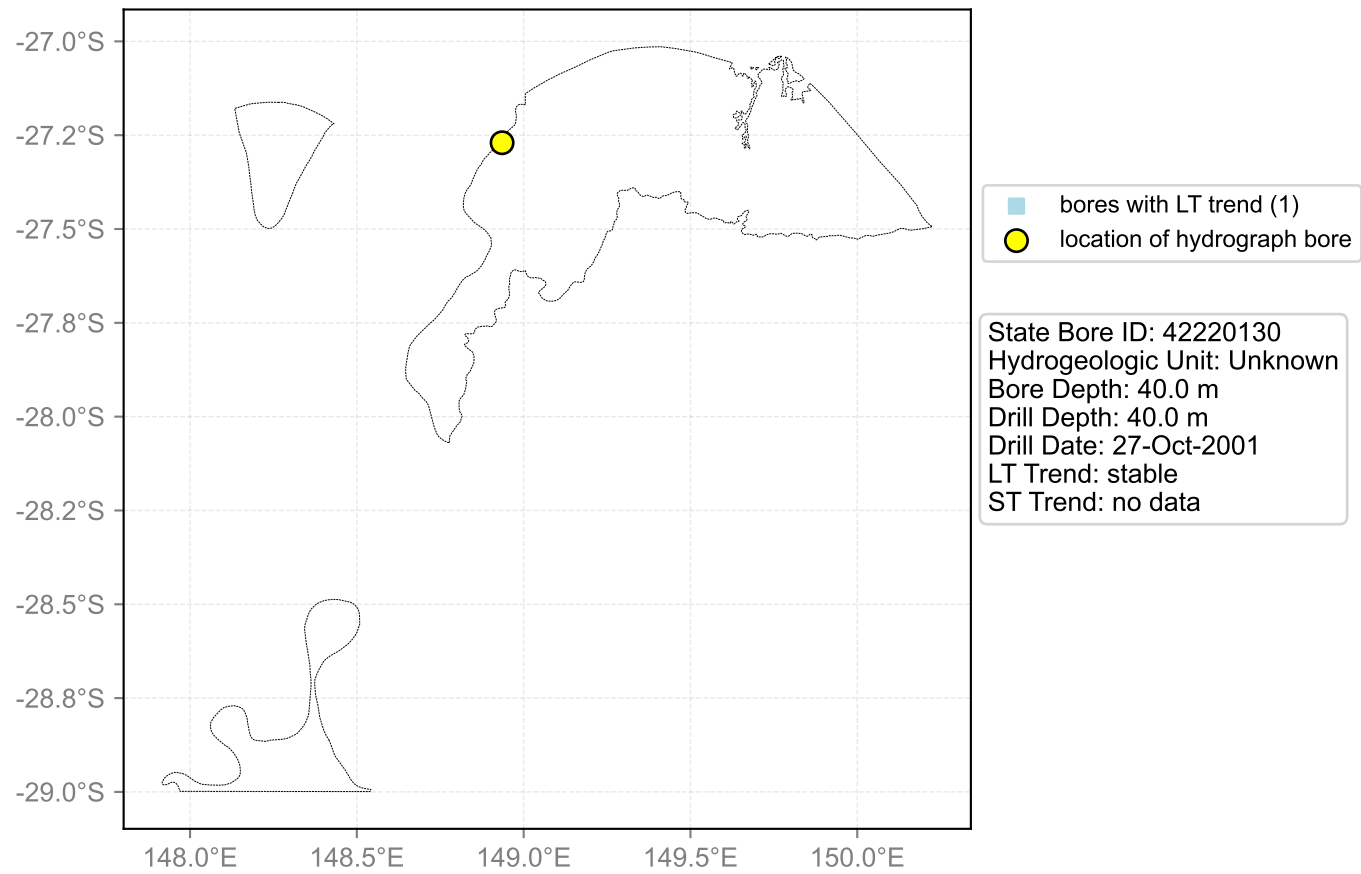 -27.0°S
-27.2°S
-27.5°S
-27.8°S
-28.0°S
-28.2°S
-28.5°S
-28.8°S
-29.0°S
148.0°E
148.5°E
149.0°E
149.5°E
150.0°E
bores with LT trend (1)
location of hydrograph bore
State Bore ID: 42220130
Hydrogeologic Unit: Unknown
Bore Depth: 40.0 m
Drill Depth: 40.0 m
Drill Date: 27-Oct-2001
LT Trend: stable
ST Trend: no data